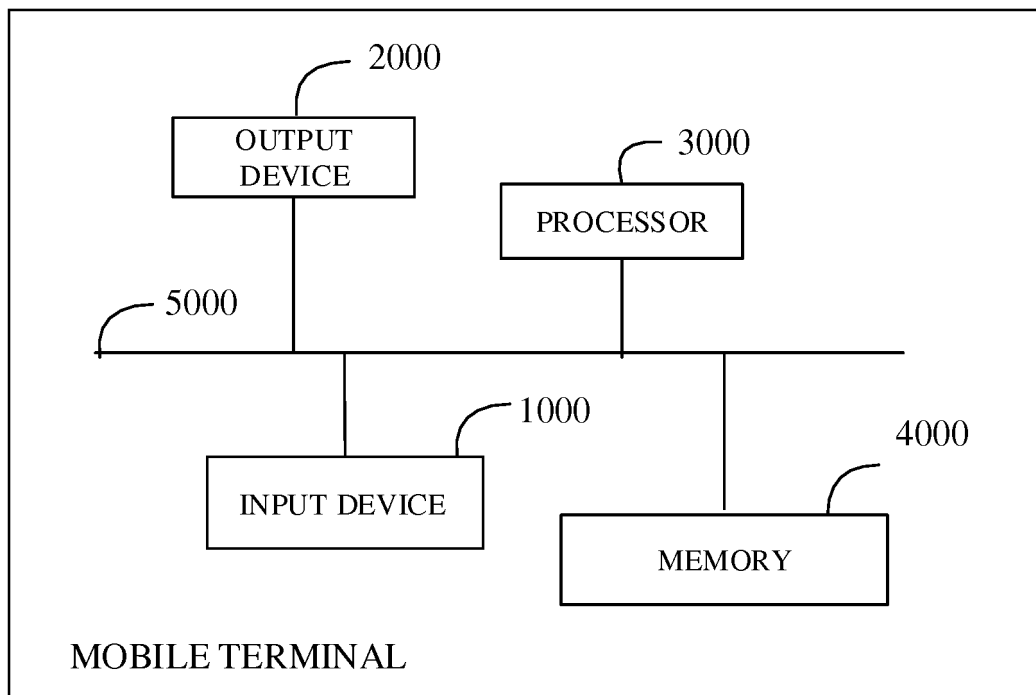 2000
OUTPUT
DEVICE
3000
PROCESSOR
5000
1000
INPUT DEVICE
4000
MEMORY
MOBILE TERMINAL